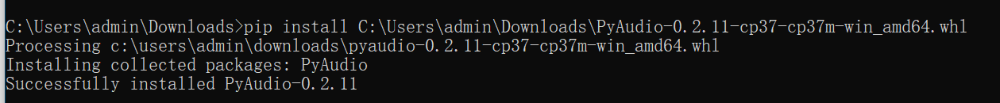 C:\Users\admin\Downloads>pip install C:\Users\admin\Downloads\PyAudio-0.2.11-cp37-cp37m-win_amd64.whl
Processing c:\users\admin\downloads\pyaudio-0.2.11-cp37-cp37m-win_amd64.whl
Installing collected packages: PyAudio
Successfully installed PyAudio-0.2.11